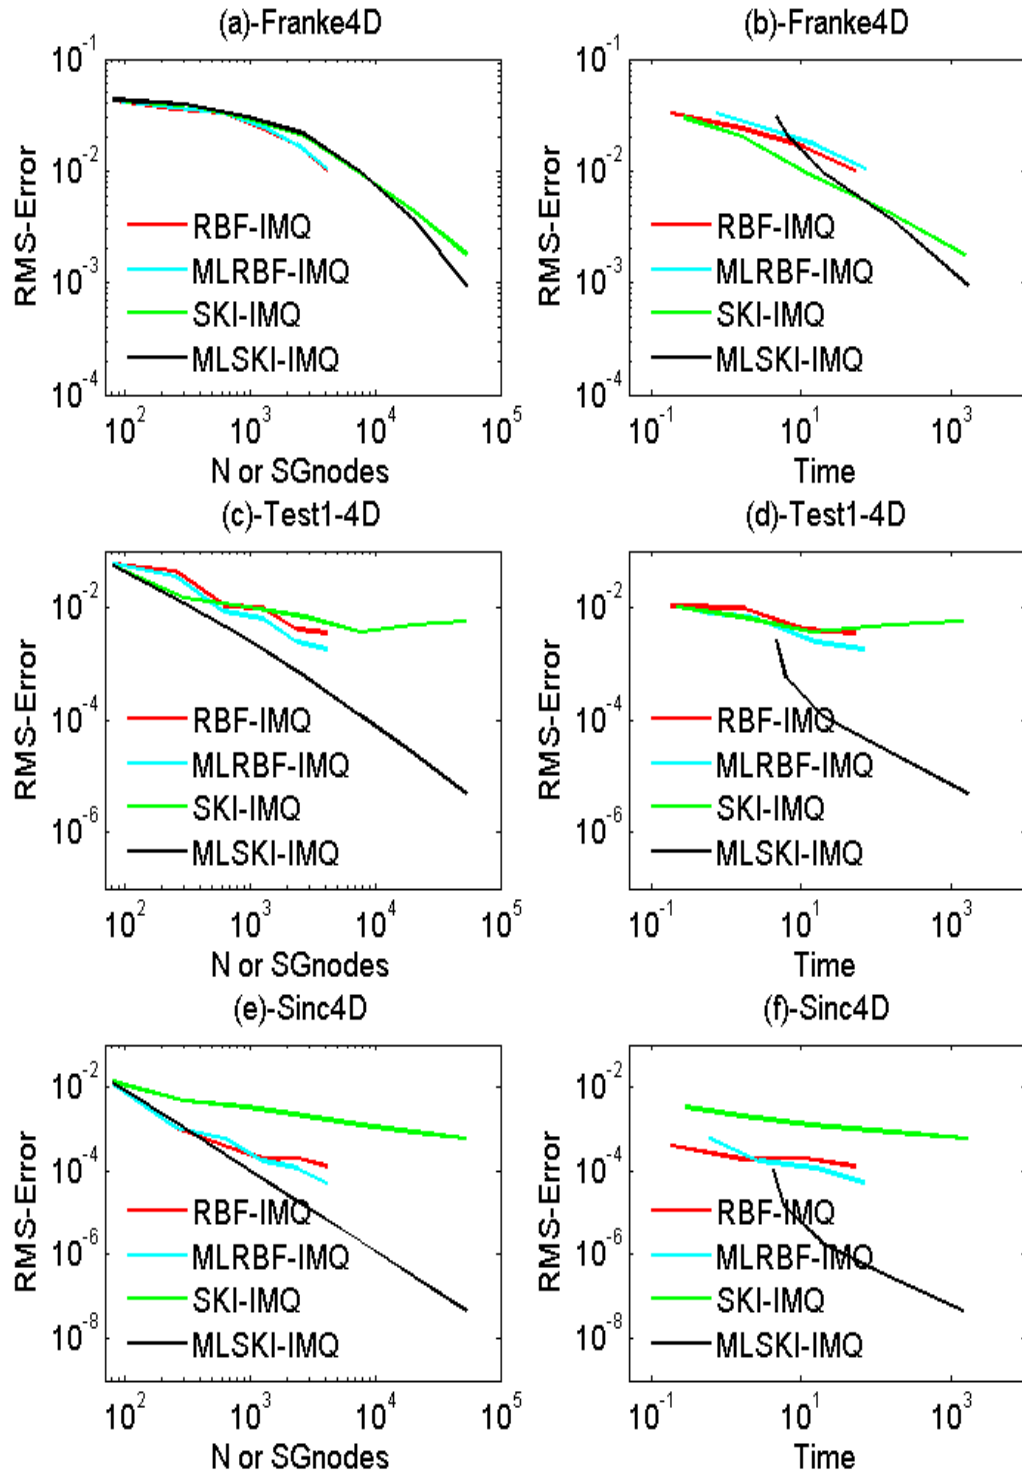 (a)-Franke4D
RMS-Error
10^-1
10^-2
10^-3
10^-4
RBF-IMQ
MLRBF-IMQ
SKI-IMQ
MLSKI-IMQ
10^2 10^3 10^4 10^5
N or SGnodes
(b)-Franke4D
RMS-Error
10^-1
10^-2
10^-3
10^-4
RBF-IMQ
MLRBF-IMQ
SKI-IMQ
MLSKI-IMQ
10^-1 10^1 10^3
Time
(c)-Test1-4D
RMS-Error
10^-2
10^-4
10^-6
RBF-IMQ
MLRBF-IMQ
SKI-IMQ
MLSKI-IMQ
10^2 10^3 10^4 10^5
N or SGnodes
(d)-Test1-4D
RMS-Error
10^-2
10^-4
10^-6
RBF-IMQ
MLRBF-IMQ
SKI-IMQ
MLSKI-IMQ
10^-1 10^1 10^3
Time
(e)-Sinc4D
RMS-Error
10^-2
10^-4
10^-6
10^-8
RBF-IMQ
MLRBF-IMQ
SKI-IMQ
MLSKI-IMQ
10^2 10^3 10^4 10^5
N or SGnodes
(f)-Sinc4D
RMS-Error
10^-2
10^-4
10^-6
10^-8
RBF-IMQ
MLRBF-IMQ
SKI-IMQ
MLSKI-IMQ
10^-1 10^1 10^3
Time